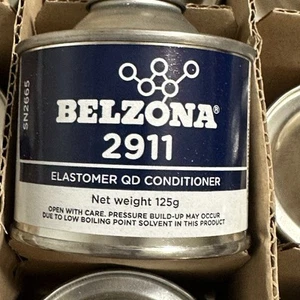 SN2665
BELZONA®
2911
ELASTOMER QD CONDITIONER
Net weight 125g
OPEN WITH CARE. PRESSURE BUILD-UP MAY OCCUR
DUE TO LOW BOILING POINT SOLVENT IN THIS PRODUCT